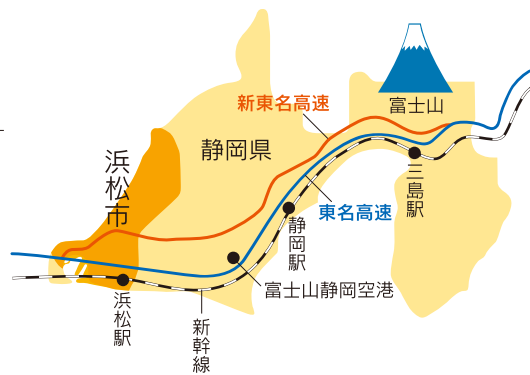 富士山
新東名高速
静岡県
浜松市
三島駅
東名高速
静岡駅
富士山静岡空港
浜松駅
新幹線